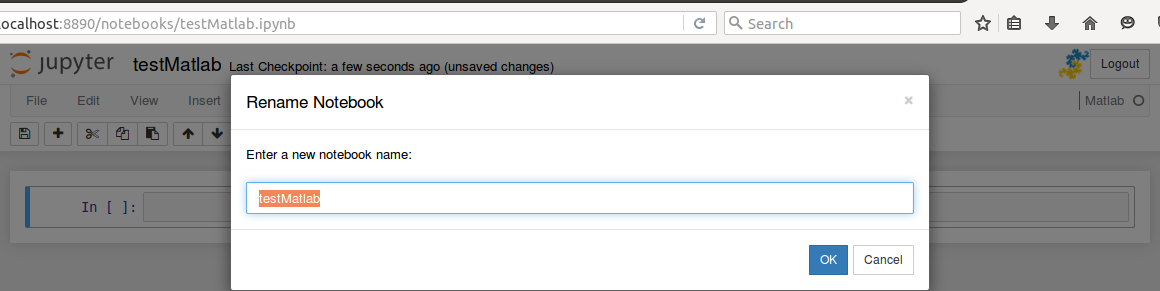 localhost:8890/notebooks/testMatlab.ipynb
Search
jupyter testMatlab Last Checkpoint: a few seconds ago (unsaved changes)
Logout
File Edit View Insert
Matlab
Rename Notebook
×
Enter a new notebook name:
testMatlab
In [ ]:
OK Cancel